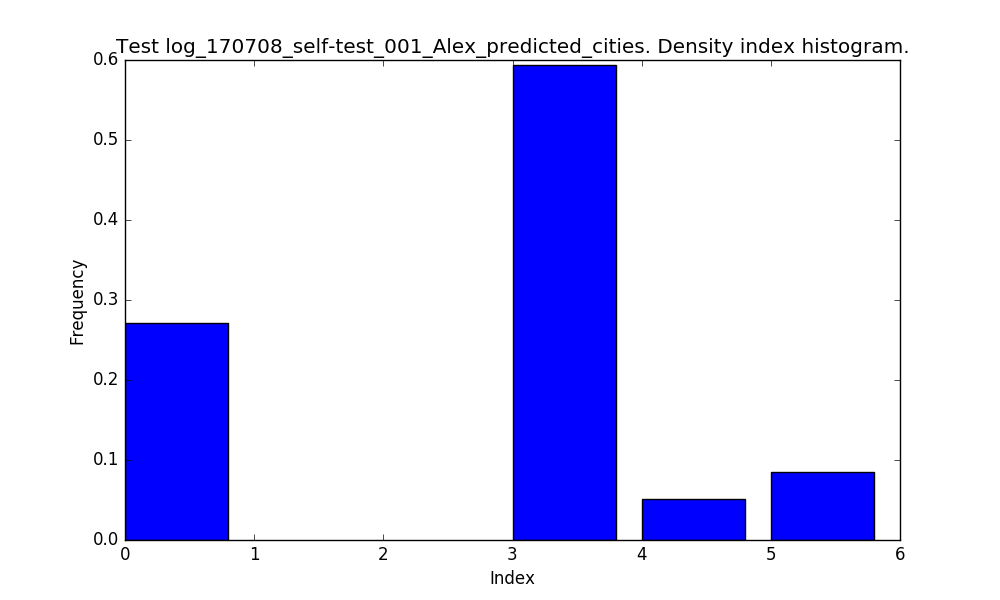 Test log_170708_self-test_001_Alex_predicted_cities. Density index histogram.
0.6
0.5
0.4
0.3
0.2
0.1
0.0
Frequency
0 1 2 3 4 5 6
Index